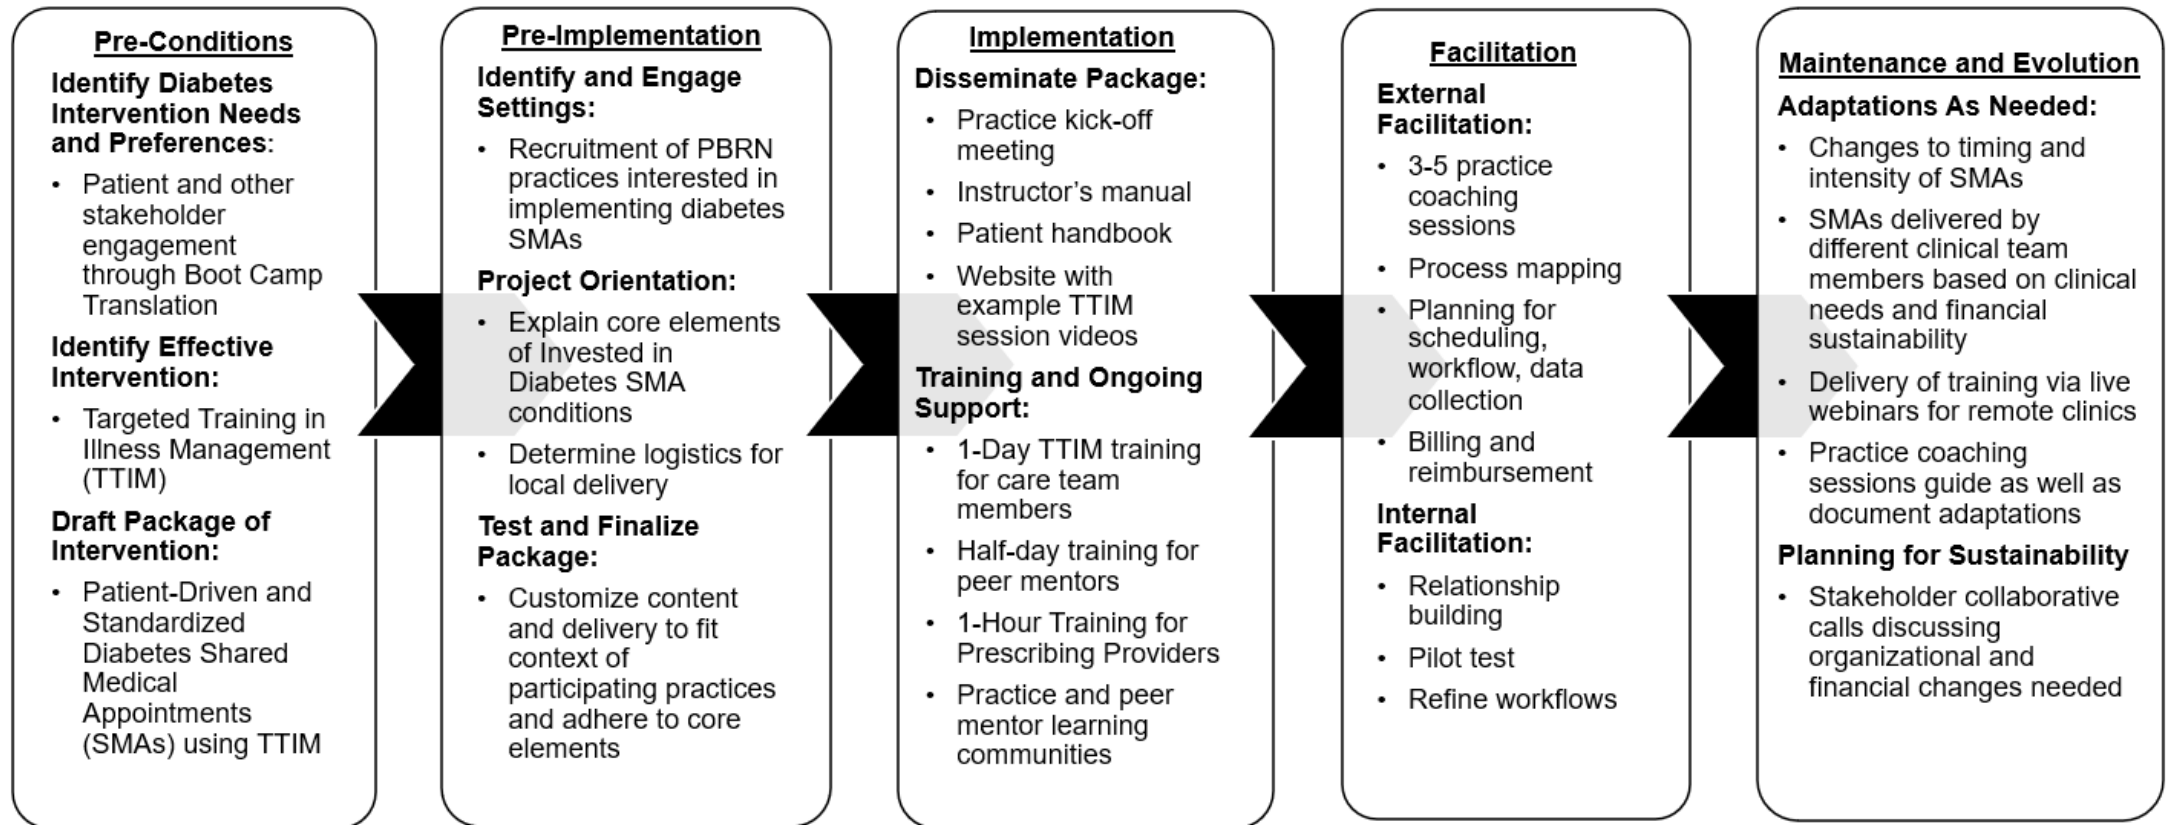 Pre-Conditions
Identify Diabetes
Intervention Needs
and Preferences:
• Patient and other
stakeholder
engagement
through Boot Camp
Translation
Identify Effective
Intervention:
• Targeted Training in
Illness Management
(TTIM)
Draft Package of
Intervention:
• Patient-Driven and
Standardized
Diabetes Shared
Medical
Appointments
(SMAs) using TTIM
Pre-Implementation
Identify and Engage
Settings:
• Recruitment of PBRN
practices interested in
implementing diabetes
SMAs
Project Orientation:
• Explain core elements
of Invested in
Diabetes SMA
conditions
• Determine logistics for
local delivery
Test and Finalize
Package:
• Customize content
and delivery to fit
context of
participating practices
and adhere to core
elements
Implementation
Disseminate Package:
• Practice kick-off
meeting
• Instructor's manual
• Patient handbook
• Website with
example TTIM
session videos
Training and Ongoing
Support:
• 1-Day TTIM training
for care team
members
• Half-day training for
peer mentors
• 1-Hour Training for
Prescribing Providers
• Practice and peer
mentor learning
communities
Facilitation
External
Facilitation:
• 3-5 practice
coaching
sessions
• Process mapping
• Planning for
scheduling,
workflow, data
collection
• Billing and
reimbursement
Internal
Facilitation:
• Relationship
building
• Pilot test
• Refine workflows
Maintenance and Evolution
Adaptations As Needed:
• Changes to timing and
intensity of SMAs
• SMAs delivered by
different clinical team
members based on clinical
needs and financial
sustainability
• Delivery of training via live
webinars for remote clinics
• Practice coaching
sessions guide as well as
document adaptations
Planning for Sustainability
• Stakeholder collaborative
calls discussing
organizational and
financial changes needed